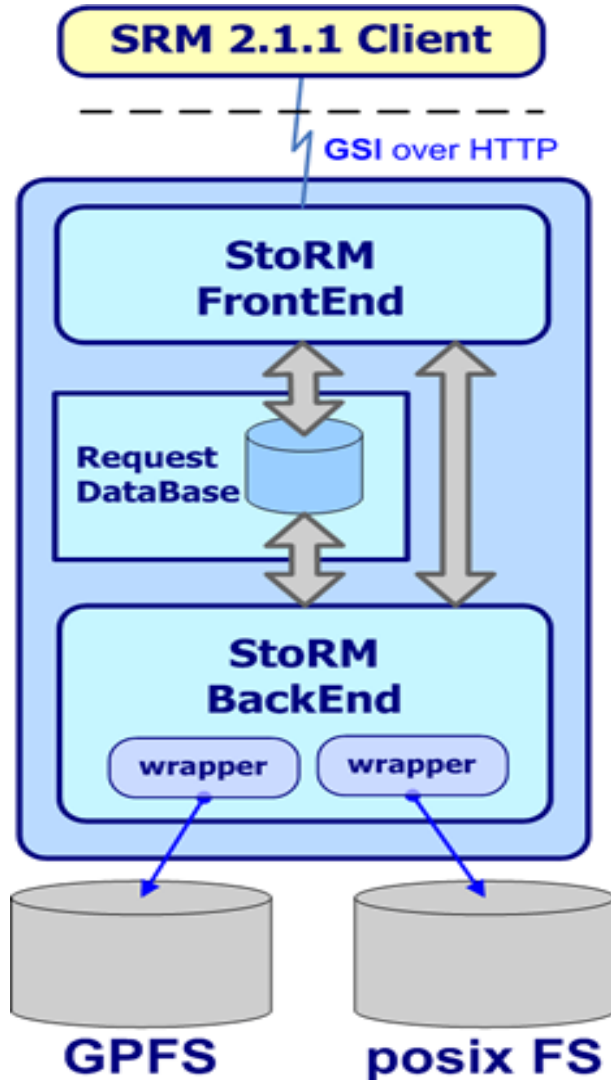 SRM 2.1.1 Client
GSI over HTTP
StoRM
FrontEnd
Request
DataBase
StoRM
BackEnd
wrapper
wrapper
GPFS
posix FS